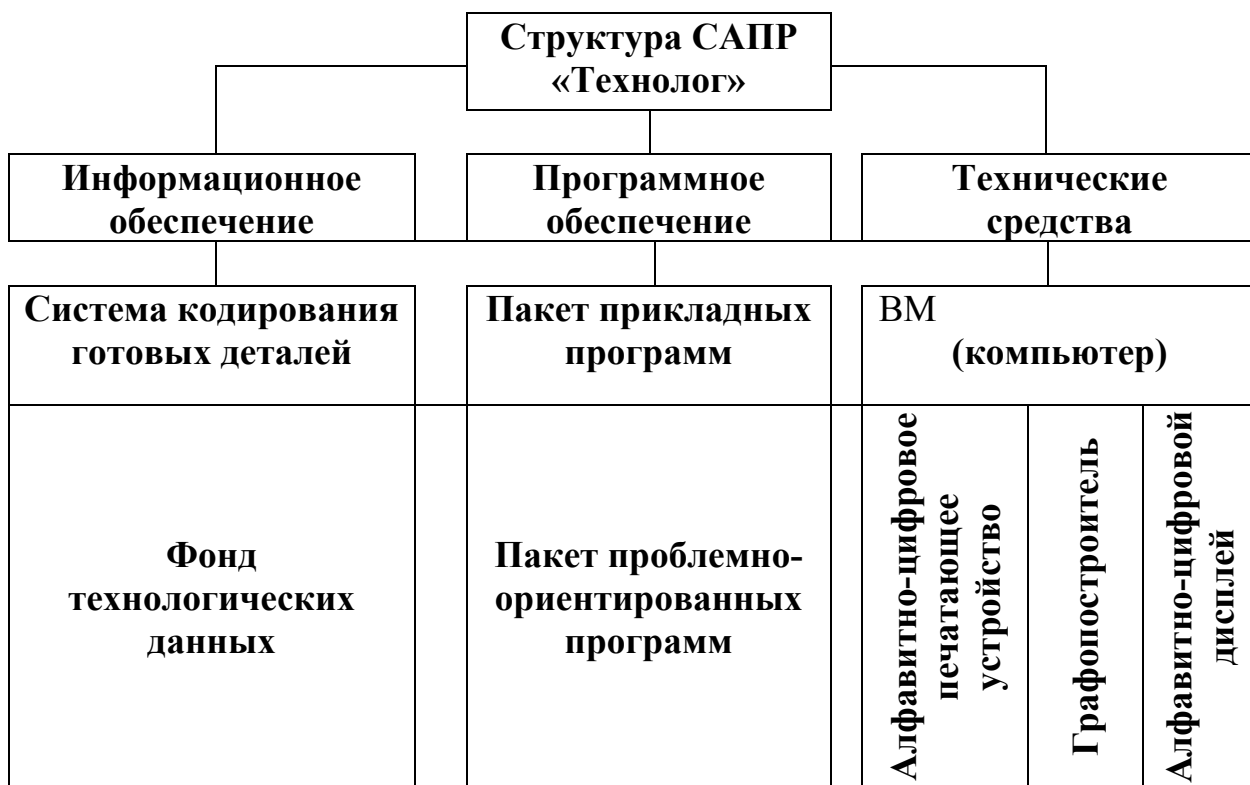 Структура САПР
«Технолог»
Информационное
обеспечение
Программное
обеспечение
Технические
средства
Система кодирования
готовых деталей
Пакет прикладных
программ
ВМ
(компьютер)
Фонд
технологических
данных
Пакет проблемно-
ориентированных
программ
Алфавитно-цифровое
печатающее
устройство
Графопостроитель
Алфавитно-цифровой
дисплей